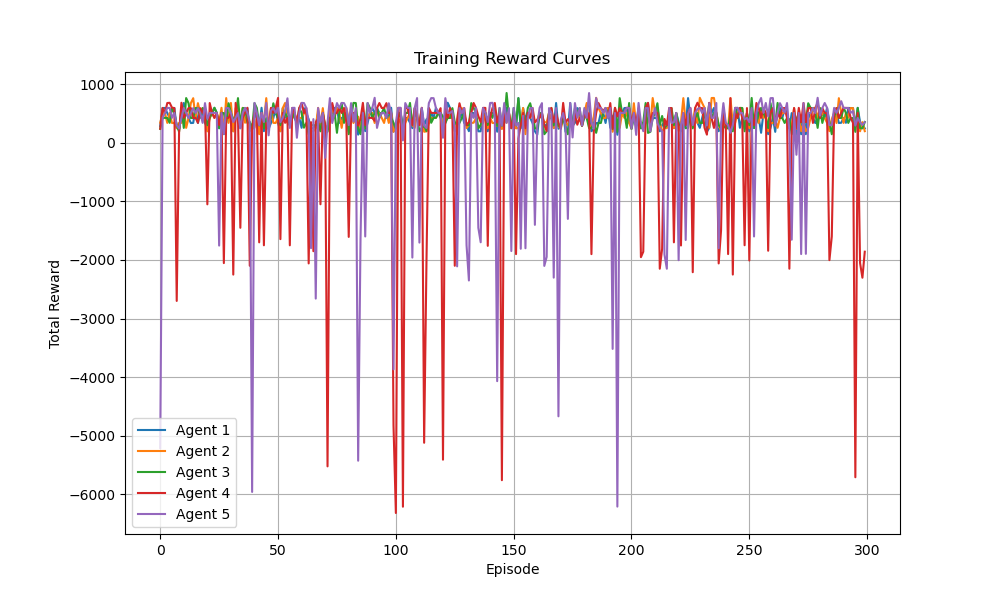 Training Reward Curves
1000
0
−1000
−2000
−3000
−4000
−5000
−6000
Total Reward
Agent 1
Agent 2
Agent 3
Agent 4
Agent 5
0 50 100 150 200 250 300
Episode